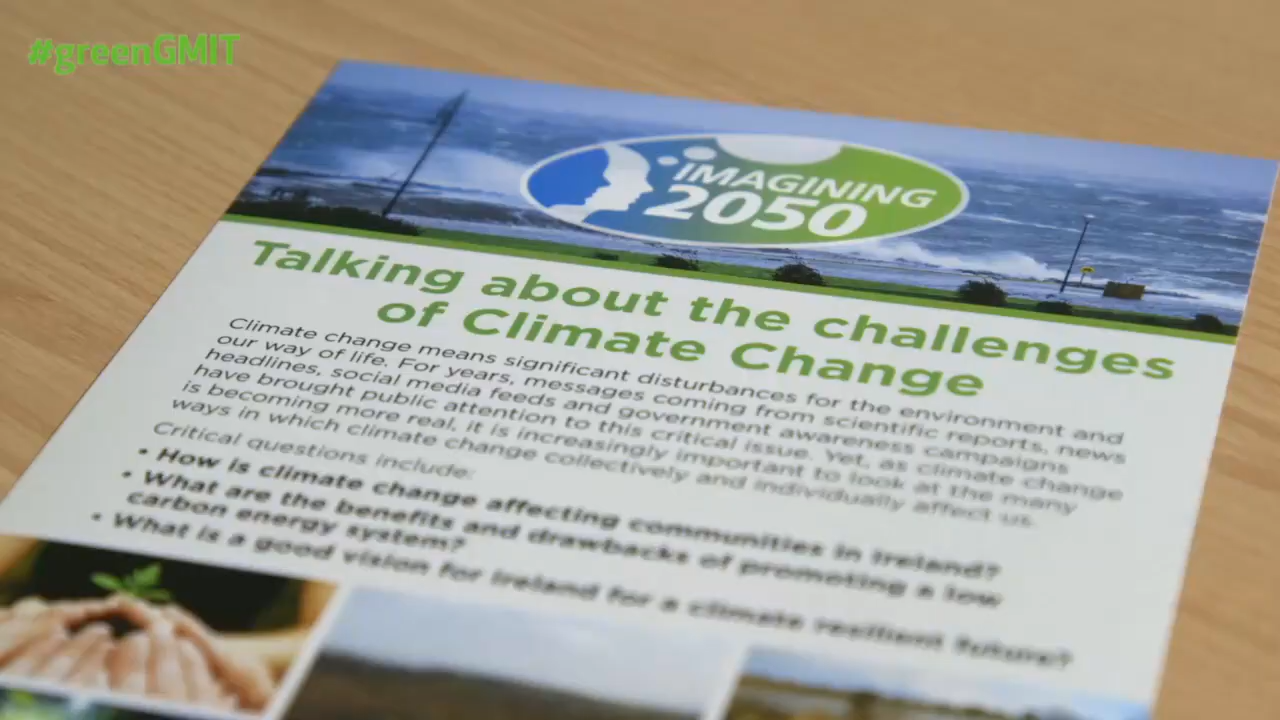 #greenGMIT
IMAGINING
2050
Talking about the challenges
of Climate Change
Climate change means significant disturbances for the environment and
our way of life. For years, messages coming from scientific reports, news
headlines, social media feeds and government awareness campaigns
have brought public attention to this critical issue. Yet, as climate change
is becoming more real, it is increasingly important to look at the many
ways in which climate change collectively and individually affect us.
Critical questions include:
• How is climate change affecting communities in Ireland?
• What are the benefits and drawbacks of promoting a low
carbon energy system?
• What is a good vision for Ireland for a climate resilient future?